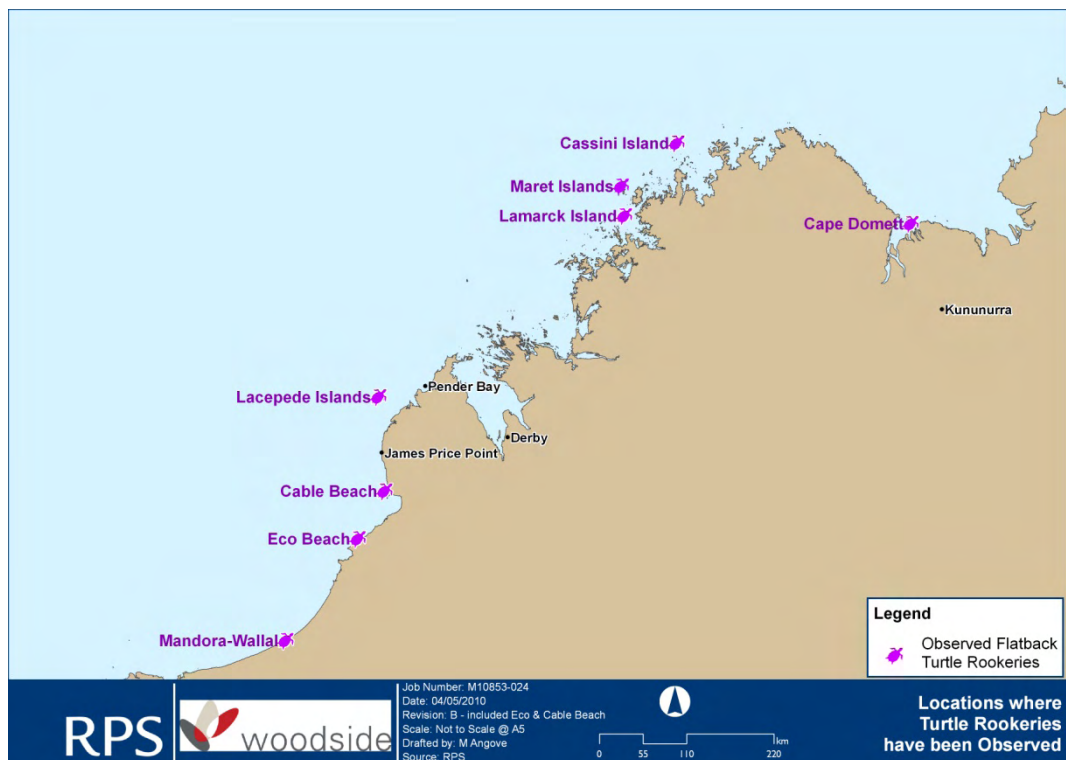 Cassini Island
Maret Islands
Lamarck Island
Cape Domett
Kununurra
Pender Bay
Lacepede Islands
Derby
James Price Point
Cable Beach
Eco Beach
Mandora-Wallal
Legend
Observed Flatback
Turtle Rookeries
RPS
woodside
Job Number: M10853-024
Date: 04/05/2010
Revision: B - included Eco & Cable Beach
Scale: Not to Scale @ A5
Drafted by: M Angove
Source: RPS
km
0 55 110 220
Locations where
Turtle Rookeries
have been Observed